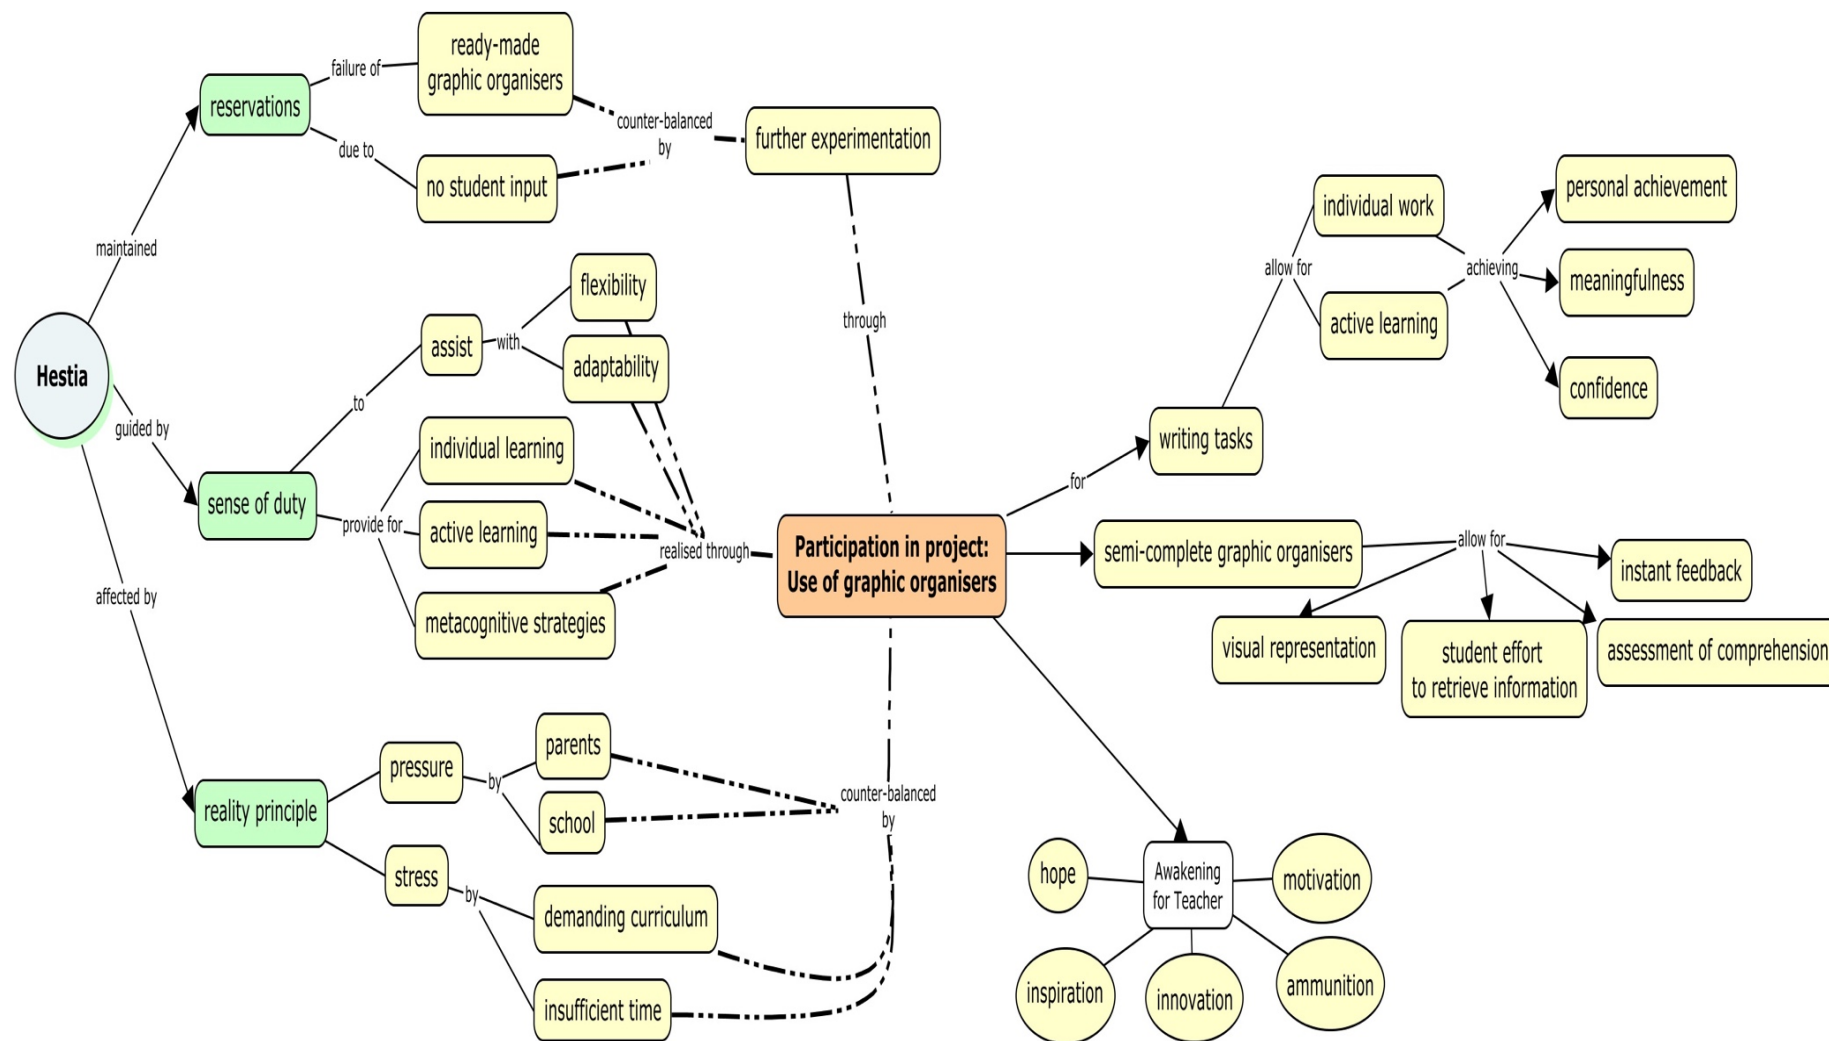 Hestia
maintained
reservations
failure of
ready-made
graphic organisers
due to
no student input
counter-balanced
by
further experimentation
through
guided by
sense of duty
to
assist
with
flexibility
adaptability
provide for
individual learning
active learning
metacognitive strategies
realised through
affected by
reality principle
pressure
by
parents
school
stress
by
demanding curriculum
insufficient time
counter-balanced
by
Participation in project:
Use of graphic organisers
for
writing tasks
allow for
individual work
active learning
achieving
personal achievement
meaningfulness
confidence
semi-complete graphic organisers
allow for
instant feedback
visual representation
student effort
to retrieve information
assessment of comprehension
Awakening
for Teacher
hope
motivation
inspiration
innovation
ammunition